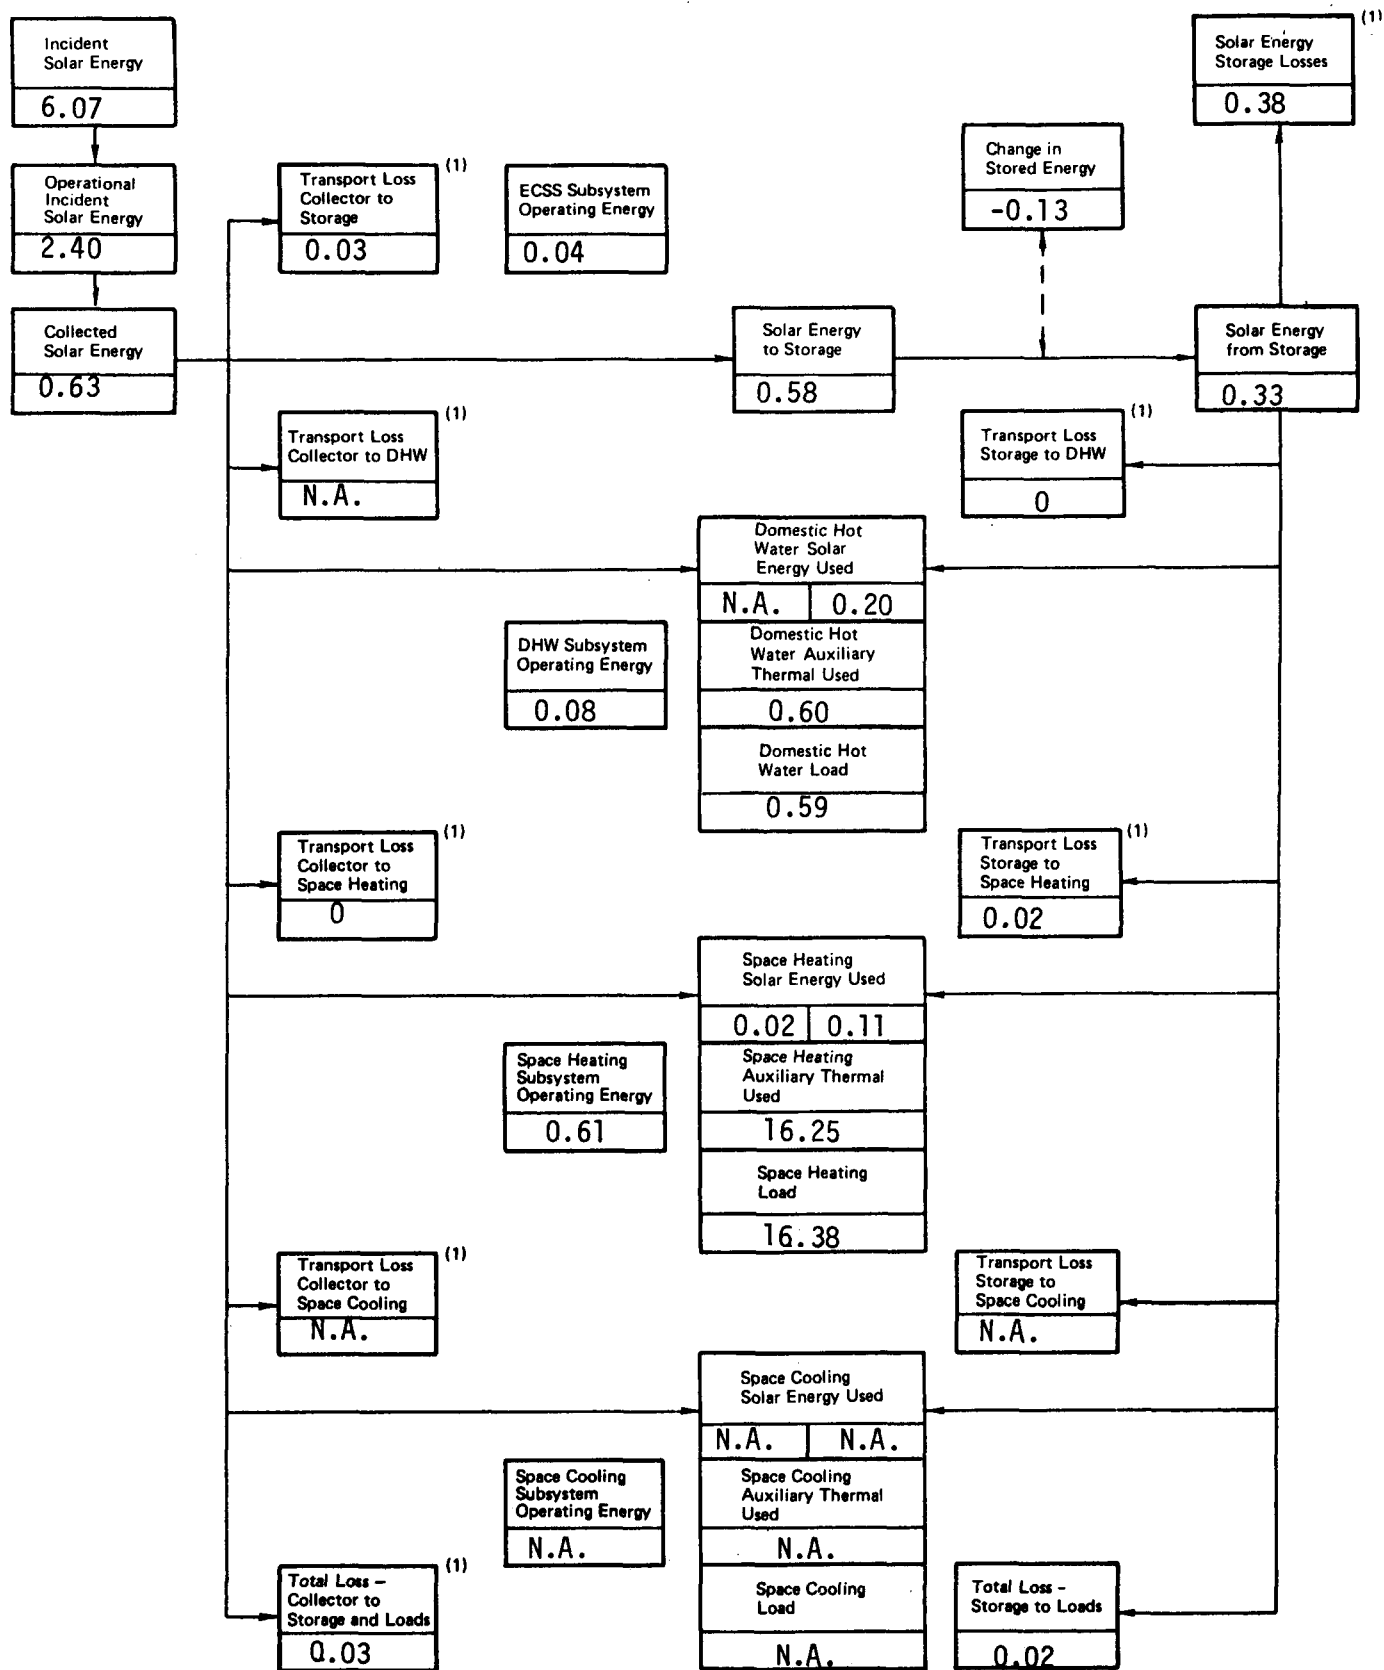 Incident
Solar Energy
6.07
Operational
Incident
Solar Energy
2.40
Collected
Solar Energy
0.63
(1)
Transport Loss
Collector to
Storage
0.03
ECSS Subsystem
Operating Energy
0.04
Change in
Stored Energy
-0.13
(1)
Solar Energy
Storage Losses
0.38
Solar Energy
to Storage
0.58
Solar Energy
from Storage
0.33
(1)
Transport Loss
Collector to DHW
N.A.
(1)
Transport Loss
Storage to DHW
0
Domestic Hot
Water Solar
Energy Used
N.A. 0.20
Domestic Hot
Water Auxiliary
Thermal Used
0.60
Domestic Hot
Water Load
0.59
DHW Subsystem
Operating Energy
0.08
(1)
Transport Loss
Collector to
Space Heating
0
(1)
Transport Loss
Storage to
Space Heating
0.02
Space Heating
Solar Energy Used
0.02 0.11
Space Heating
Auxiliary Thermal
Used
16.25
Space Heating
Load
16.38
Space Heating
Subsystem
Operating Energy
0.61
(1)
Transport Loss
Collector to
Space Cooling
N.A.
Transport Loss
Storage to
Space Cooling
N.A.
Space Cooling
Solar Energy Used
N.A. N.A.
Space Cooling
Auxiliary Thermal
Used
N.A.
Space Cooling
Load
N.A.
Space Cooling
Subsystem
Operating Energy
N.A.
(1)
Total Loss –
Collector to
Storage and Loads
0.03
Total Loss –
Storage to Loads
0.02